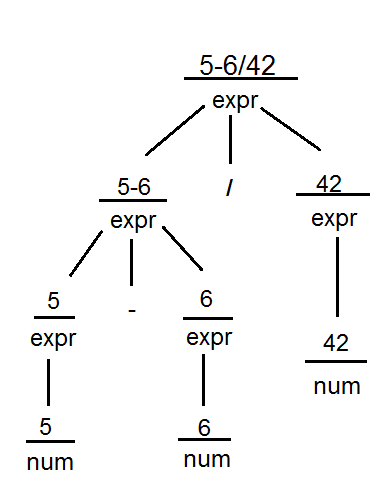 5-6/42
expr
5-6 / 42
expr expr
5 - 6
expr expr
42
num
5 6
num num